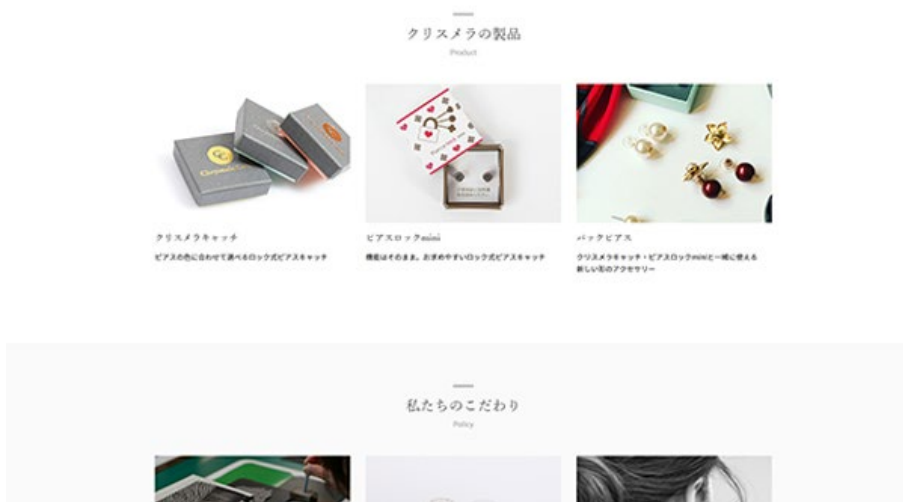 クリスメラの製品
Product
クリスメラキャッチ
ピアスの色に合わせて選べるロック式ピアスキャッチ
ピアスロックmini
機能はそのまま。お求めやすいロック式ピアスキャッチ
バックピアス
クリスメラキャッチ・ピアスロックminiと一緒に使える
新しい形のアクセサリー
私たちのこだわり
Policy